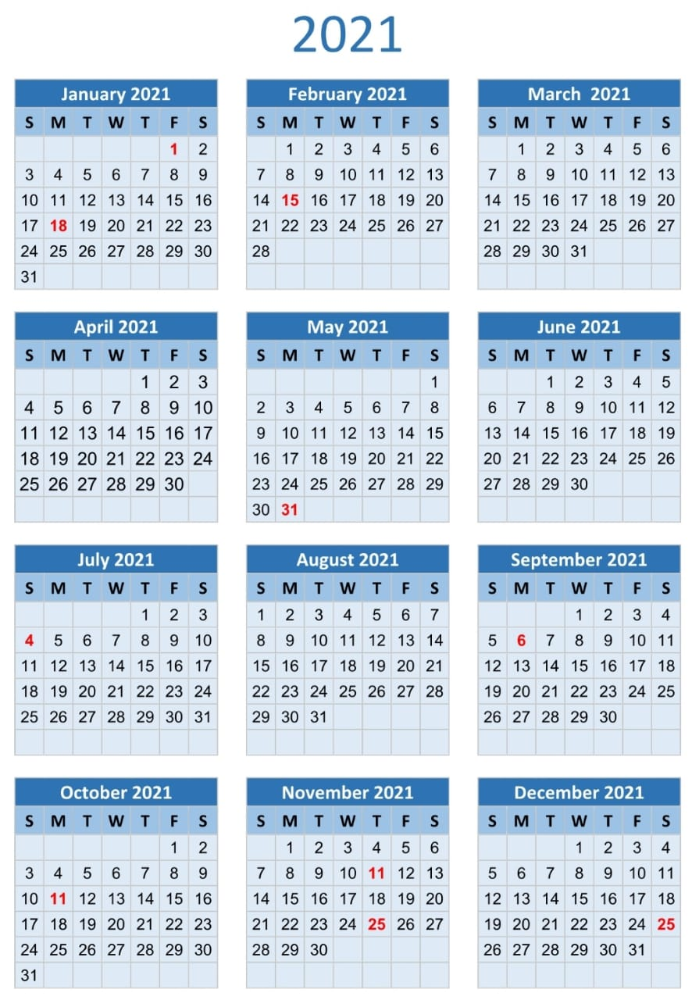 2021
January 2021
S M T W T F S
1 2
3 4 5 6 7 8 9
10 11 12 13 14 15 16
17 18 19 20 21 22 23
24 25 26 27 28 29 30
31
February 2021
S M T W T F S
1 2 3 4 5 6
7 8 9 10 11 12 13
14 15 16 17 18 19 20
21 22 23 24 25 26 27
28
March 2021
S M T W T F S
1 2 3 4 5 6
7 8 9 10 11 12 13
14 15 16 17 18 19 20
21 22 23 24 25 26 27
28 29 30 31
April 2021
S M T W T F S
1 2 3
4 5 6 7 8 9 10
11 12 13 14 15 16 17
18 19 20 21 22 23 24
25 26 27 28 29 30
May 2021
S M T W T F S
1
2 3 4 5 6 7 8
9 10 11 12 13 14 15
16 17 18 19 20 21 22
23 24 25 26 27 28 29
30 31
June 2021
S M T W T F S
1 2 3 4 5
6 7 8 9 10 11 12
13 14 15 16 17 18 19
20 21 22 23 24 25 26
27 28 29 30
July 2021
S M T W T F S
1 2 3
4 5 6 7 8 9 10
11 12 13 14 15 16 17
18 19 20 21 22 23 24
25 26 27 28 29 30 31
August 2021
S M T W T F S
1 2 3 4 5 6 7
8 9 10 11 12 13 14
15 16 17 18 19 20 21
22 23 24 25 26 27 28
29 30 31
September 2021
S M T W T F S
1 2 3 4
5 6 7 8 9 10 11
12 13 14 15 16 17 18
19 20 21 22 23 24 25
26 27 28 29 30
October 2021
S M T W T F S
1 2
3 4 5 6 7 8 9
10 11 12 13 14 15 16
17 18 19 20 21 22 23
24 25 26 27 28 29 30
31
November 2021
S M T W T F S
1 2 3 4 5 6
7 8 9 10 11 12 13
14 15 16 17 18 19 20
21 22 23 24 25 26 27
28 29 30
December 2021
S M T W T F S
1 2 3 4
5 6 7 8 9 10 11
12 13 14 15 16 17 18
19 20 21 22 23 24 25
26 27 28 29 30 31